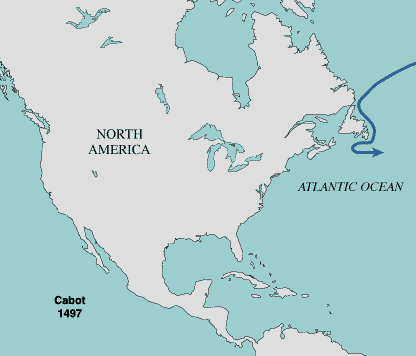 NORTH
AMERICA
ATLANTIC OCEAN
Cabot
1497